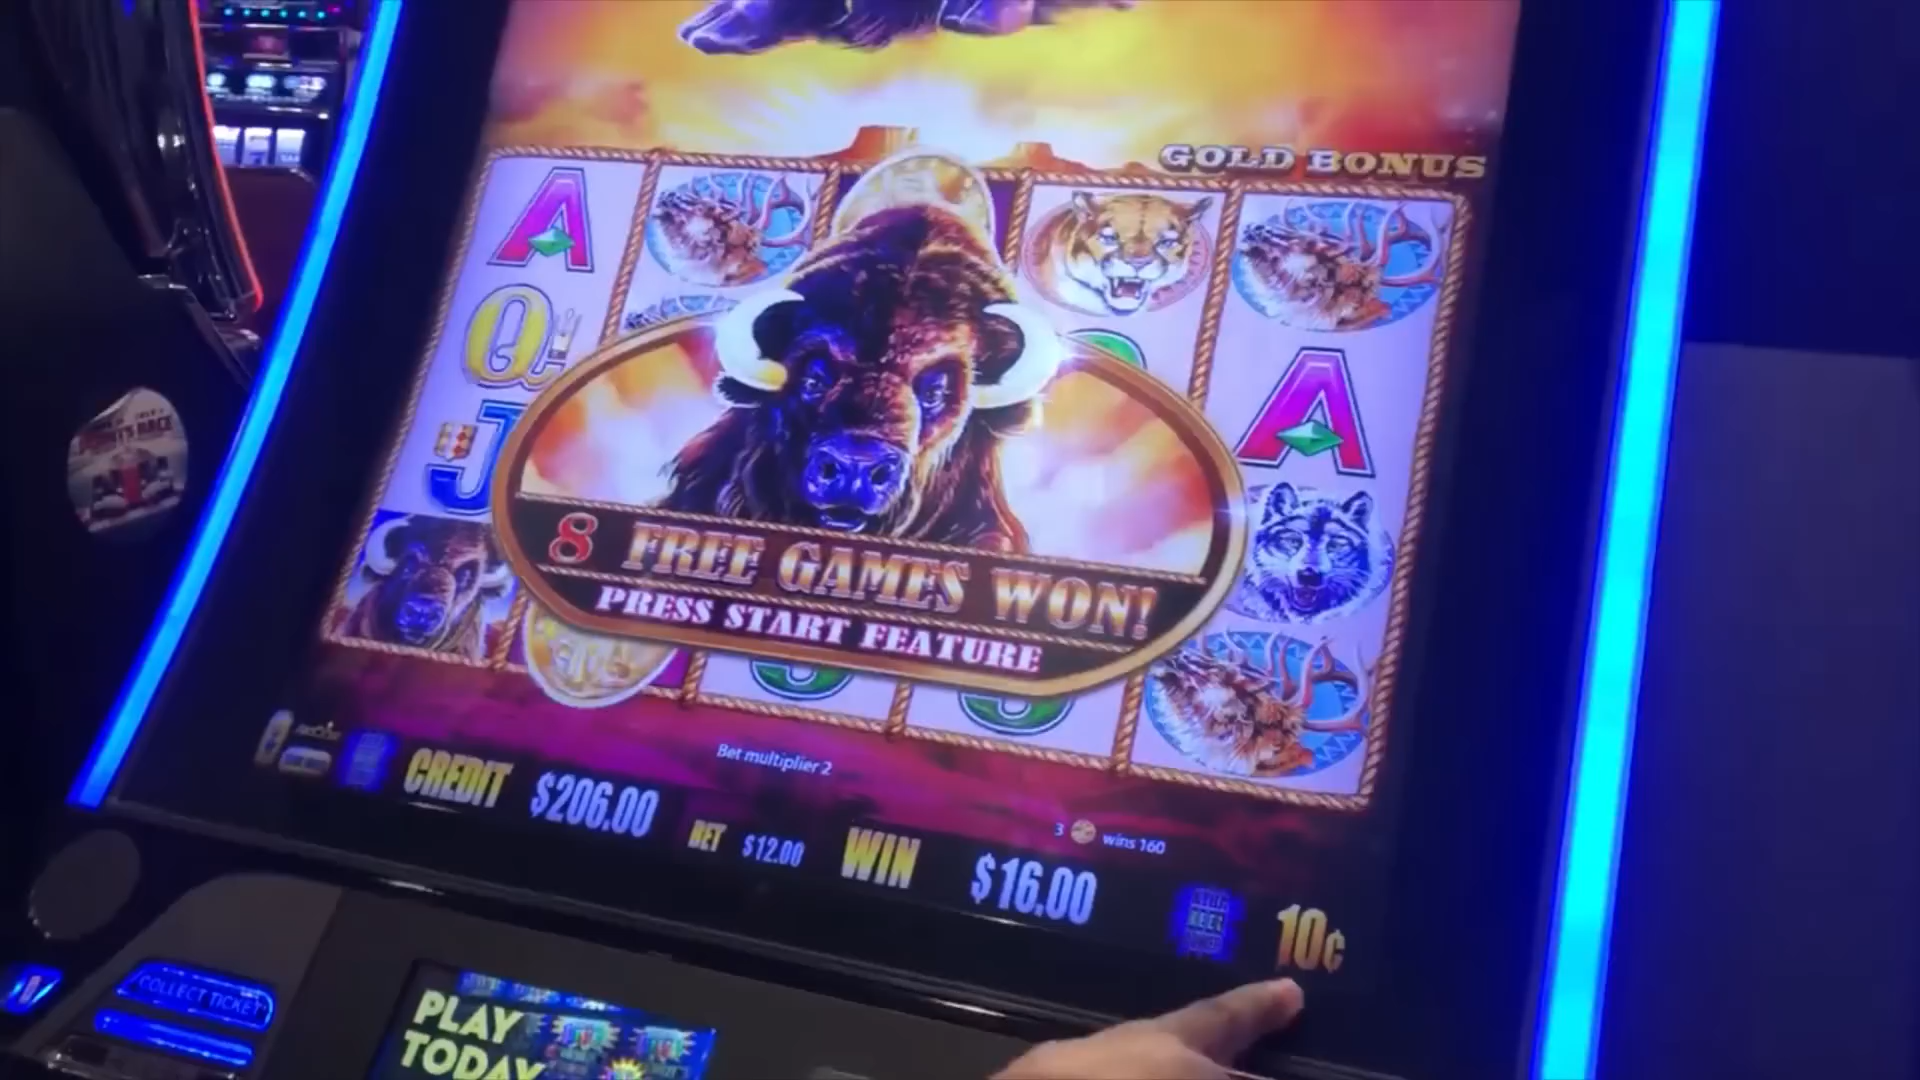 GOLD BONUS
A
Q
J
A
8 FREE GAMES WON!
PRESS START FEATURE
Bet multiplier 2
CREDIT $206.00
BET $12.00
WIN $16.00
3 wins 160
10¢
COLLECT TICKET
PLAY
TODAY